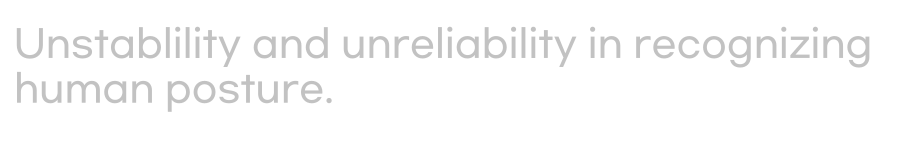 Unstablility and unreliability in recognizing
human posture.